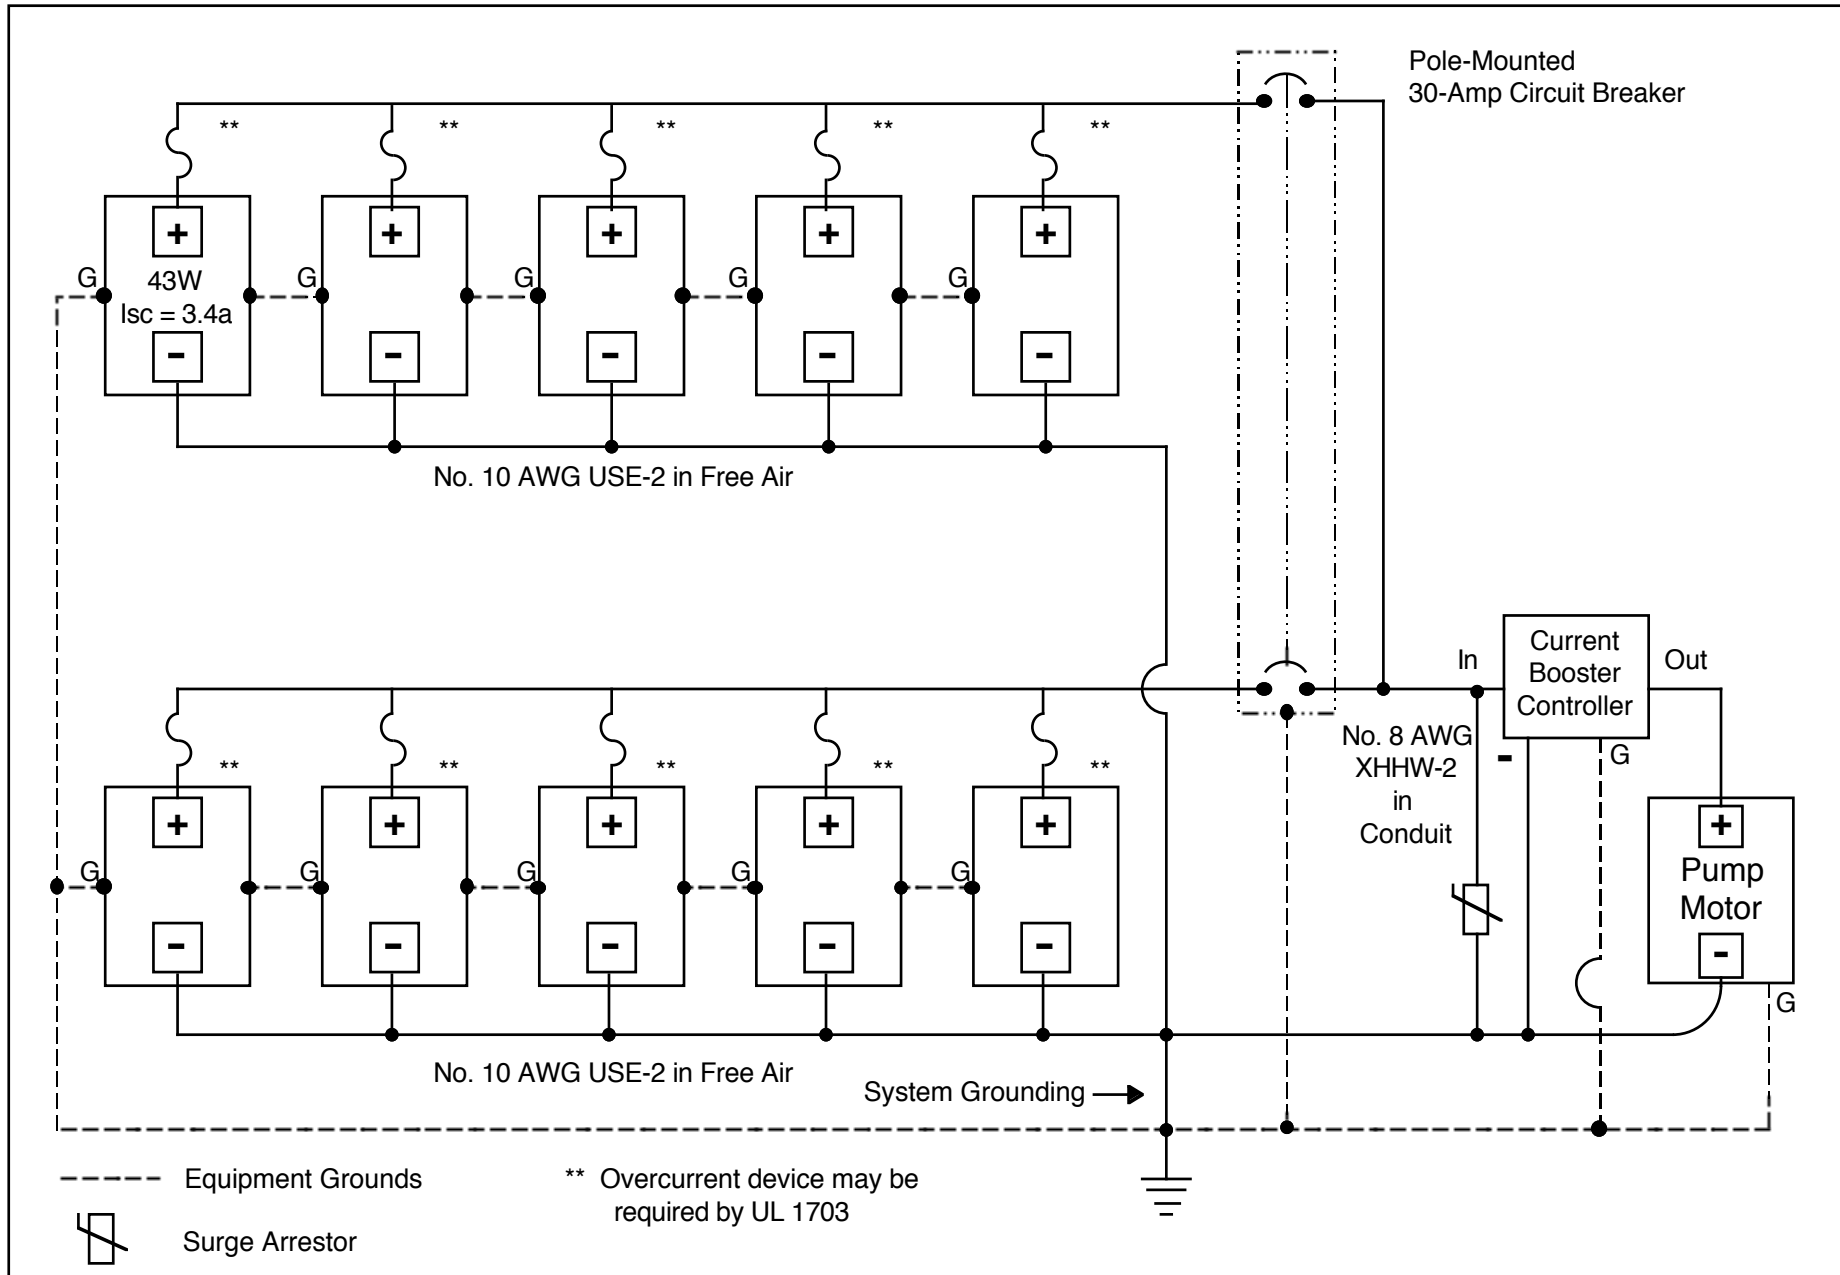 Pole-Mounted
30-Amp Circuit Breaker
** ** ** ** **
+ + + + +
G G G G G
43W
Isc = 3.4a
- - - - -
No. 10 AWG USE-2 in Free Air
In
Current
Booster
Controller
Out
No. 8 AWG
XHHW-2
in
Conduit
-
G
** ** ** ** **
+ + + + +
G G G G G
- - - - -
+
Pump
Motor
-
G
No. 10 AWG USE-2 in Free Air
System Grounding
Equipment Grounds
** Overcurrent device may be
required by UL 1703
Surge Arrestor